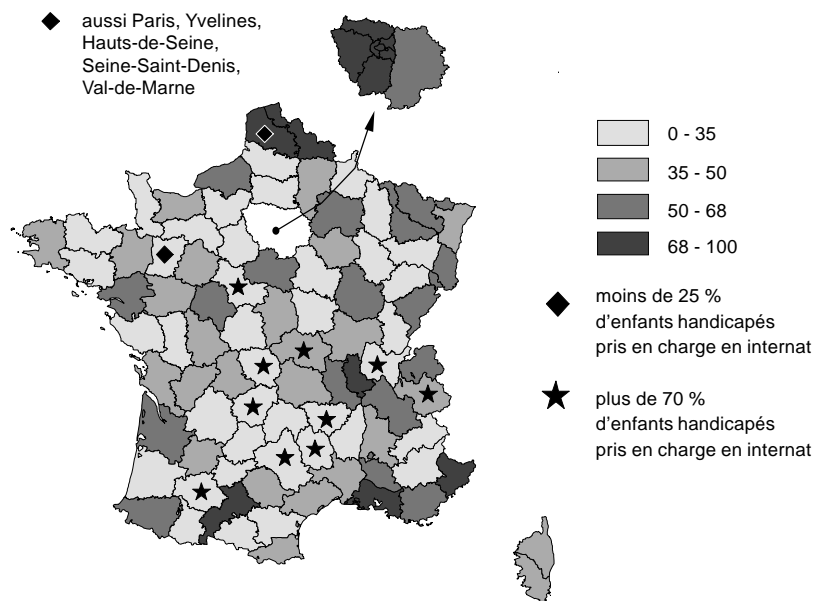 aussi Paris, Yvelines,
Hauts-de-Seine,
Seine-Saint-Denis,
Val-de-Marne
0 - 35
35 - 50
50 - 68
68 - 100
moins de 25 %
d'enfants handicapés
pris en charge en internat
plus de 70 %
d'enfants handicapés
pris en charge en internat